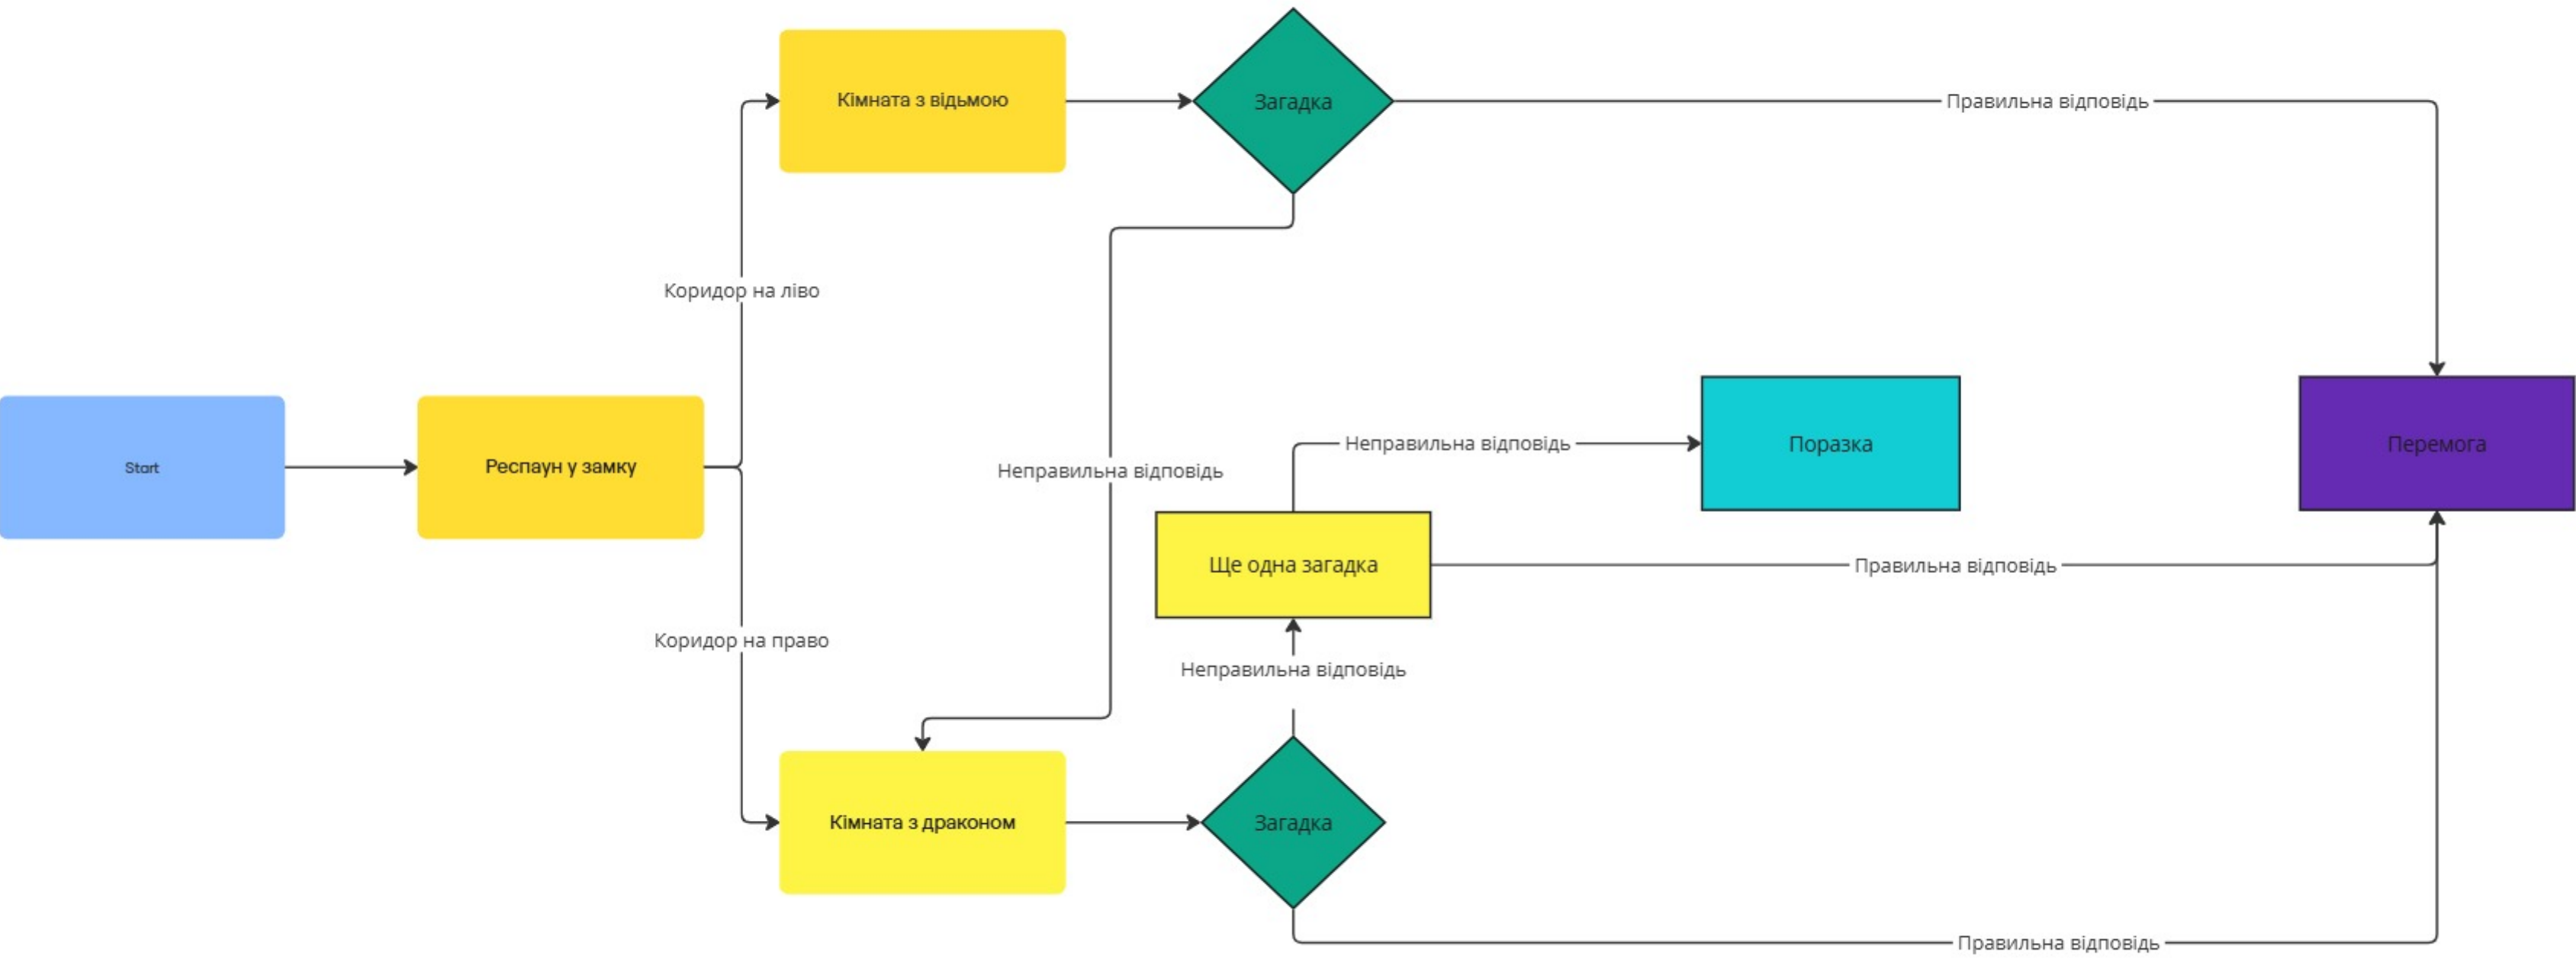 Кімната з відьмою
Загадка
Правильна відповідь
Коридор на ліво
Start
Респаун у замку
Неправильна відповідь
Неправильна відповідь
Поразка
Перемога
Ще одна загадка
Правильна відповідь
Коридор на право
Неправильна відповідь
Кімната з драконом
Загадка
Правильна відповідь